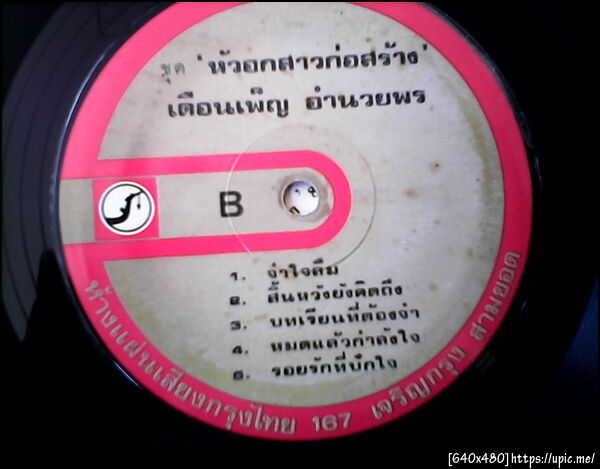 ชุด 'หัวอกสาวก่อสร้าง'
เดือนเพ็ญ อำนวยพร
B
1. จำใจดื่ม
2. สิ้นหวังยังคิดถึง
3. บทเรียนที่ต้องจำ
4. หมดแล้วกำลังใจ
5. รอยรักที่บึกใจ
ห้างแผ่นเสียงกรุงไทย 167 เจริญกรุง สามยอด
[640x480]https://upic.me/